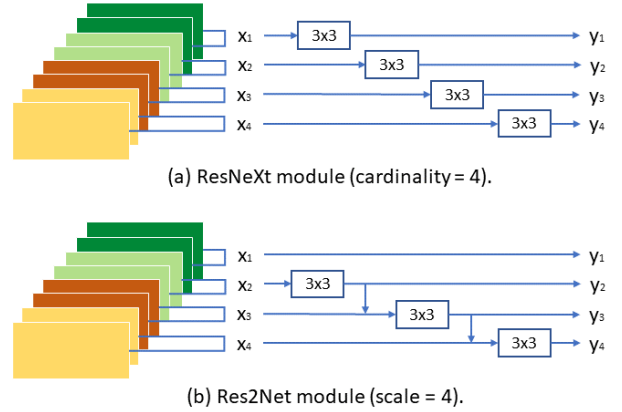 x₁ 3x3 y₁
x₂ 3x3 y₂
x₃ 3x3 y₃
x₄ 3x3 y₄
(a) ResNeXt module (cardinality = 4).
x₁ y₁
x₂ 3x3 y₂
x₃ 3x3 y₃
x₄ 3x3 y₄
(b) Res2Net module (scale = 4).